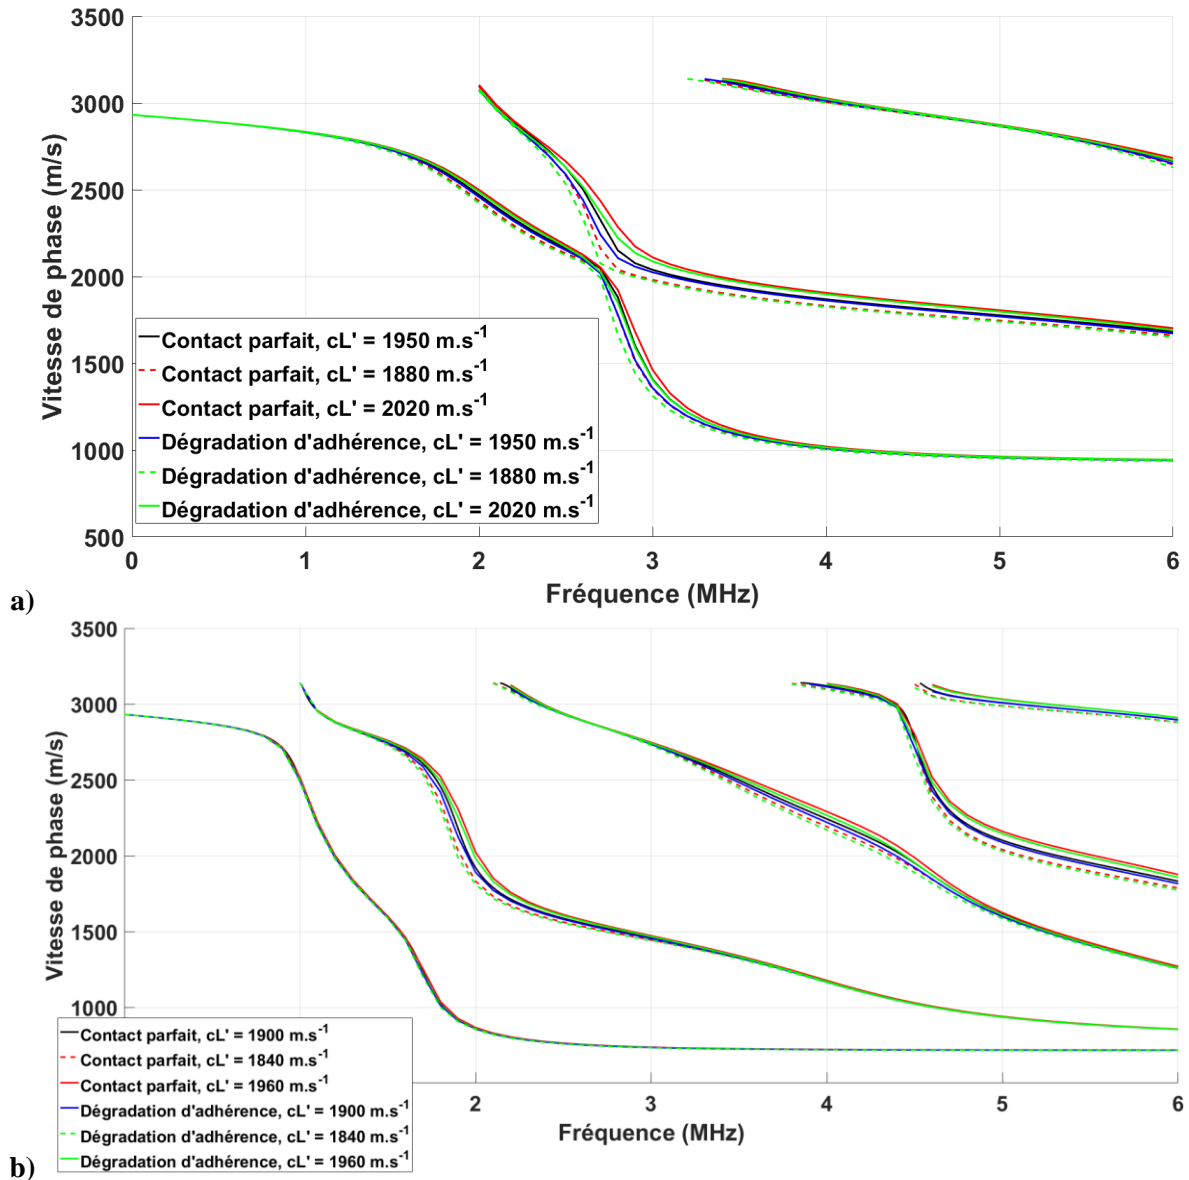 3500
3000
2500
2000
1500
1000
500
Vitesse de phase (m/s)
Contact parfait, cL' = 1950 m.s-1
Contact parfait, cL' = 1880 m.s-1
Contact parfait, cL' = 2020 m.s-1
Dégradation d'adhérence, cL' = 1950 m.s-1
Dégradation d'adhérence, cL' = 1880 m.s-1
Dégradation d'adhérence, cL' = 2020 m.s-1
0 1 2 3 4 5 6
Fréquence (MHz)
a)
3500
3000
2500
2000
1500
1000
Vitesse de phase (m/s)
Contact parfait, cL' = 1900 m.s-1
Contact parfait, cL' = 1840 m.s-1
Contact parfait, cL' = 1960 m.s-1
Dégradation d'adhérence, cL' = 1900 m.s-1
Dégradation d'adhérence, cL' = 1840 m.s-1
Dégradation d'adhérence, cL' = 1960 m.s-1
2 3 4 5 6
Fréquence (MHz)
b)